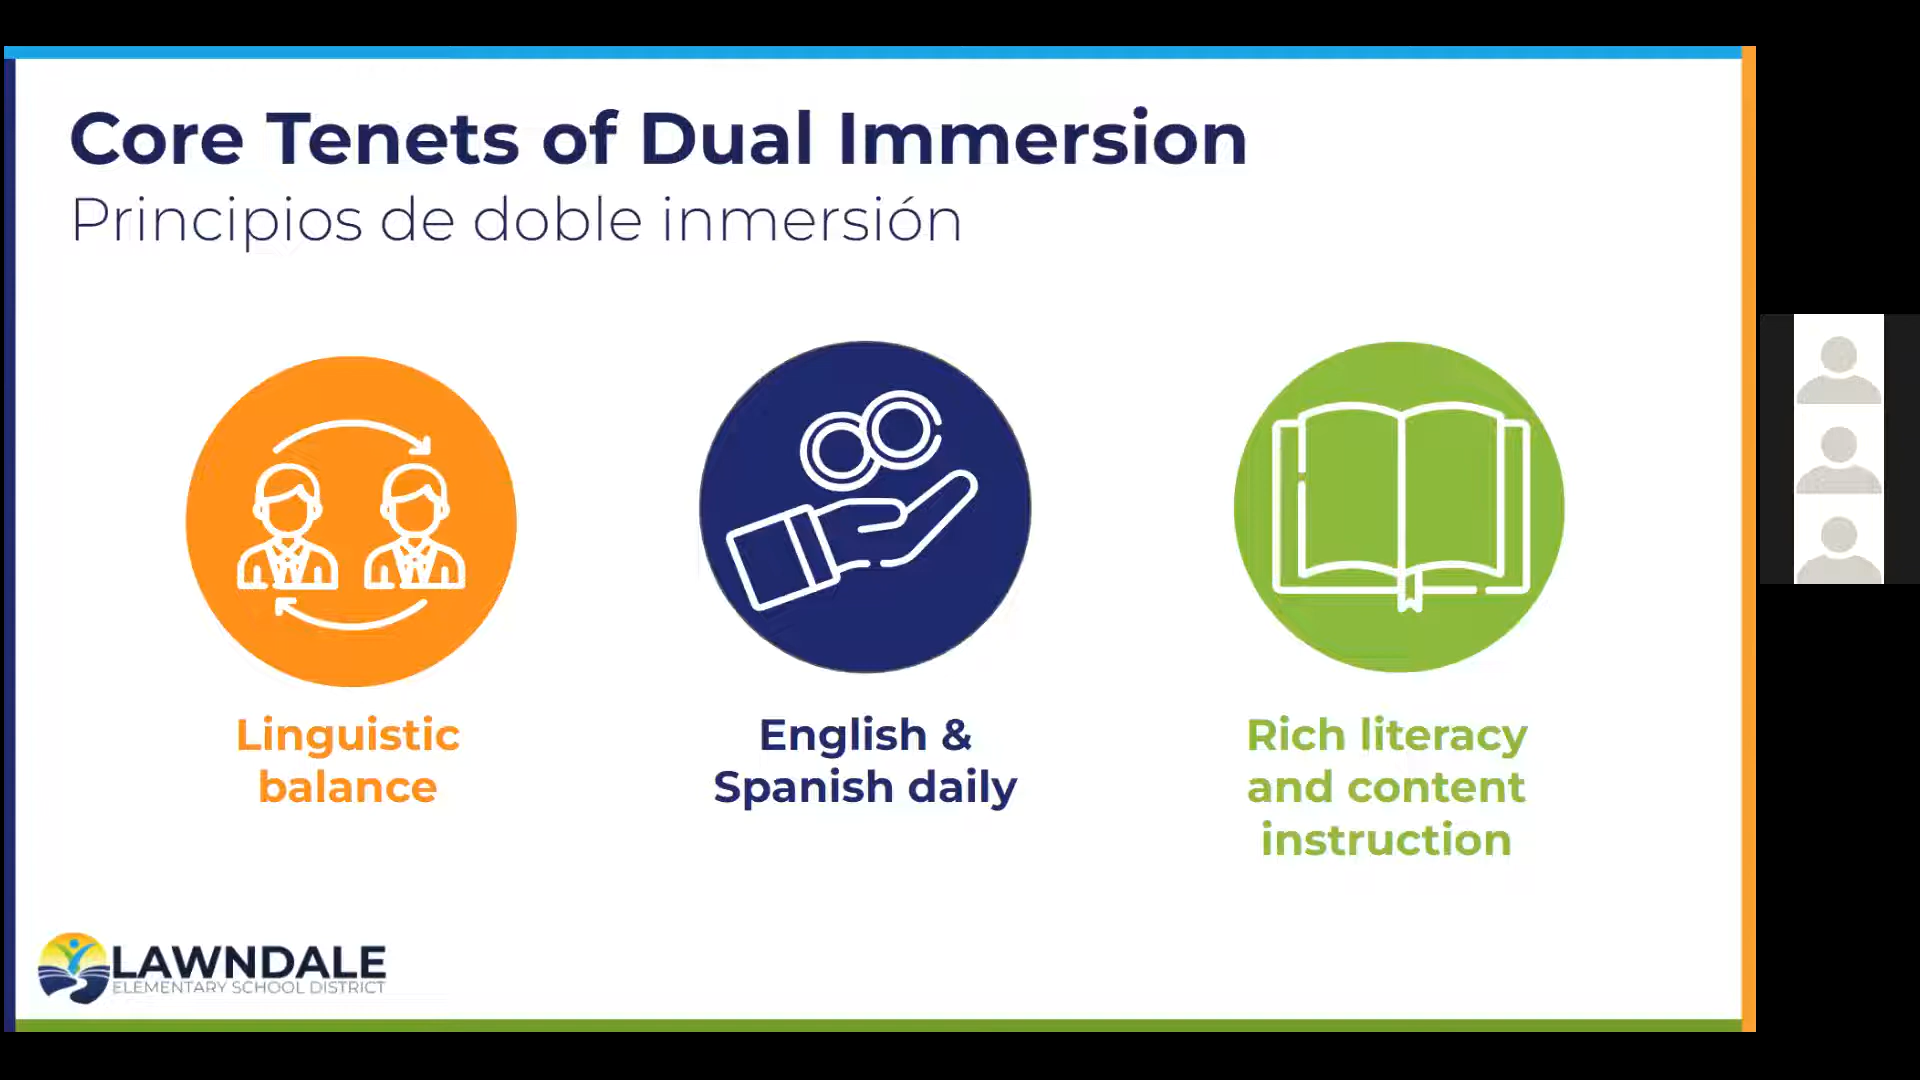 Core Tenets of Dual Immersion
Principios de doble inmersión
Linguistic
balance
English &
Spanish daily
Rich literacy
and content
instruction
LAWNDALE
ELEMENTARY SCHOOL DISTRICT